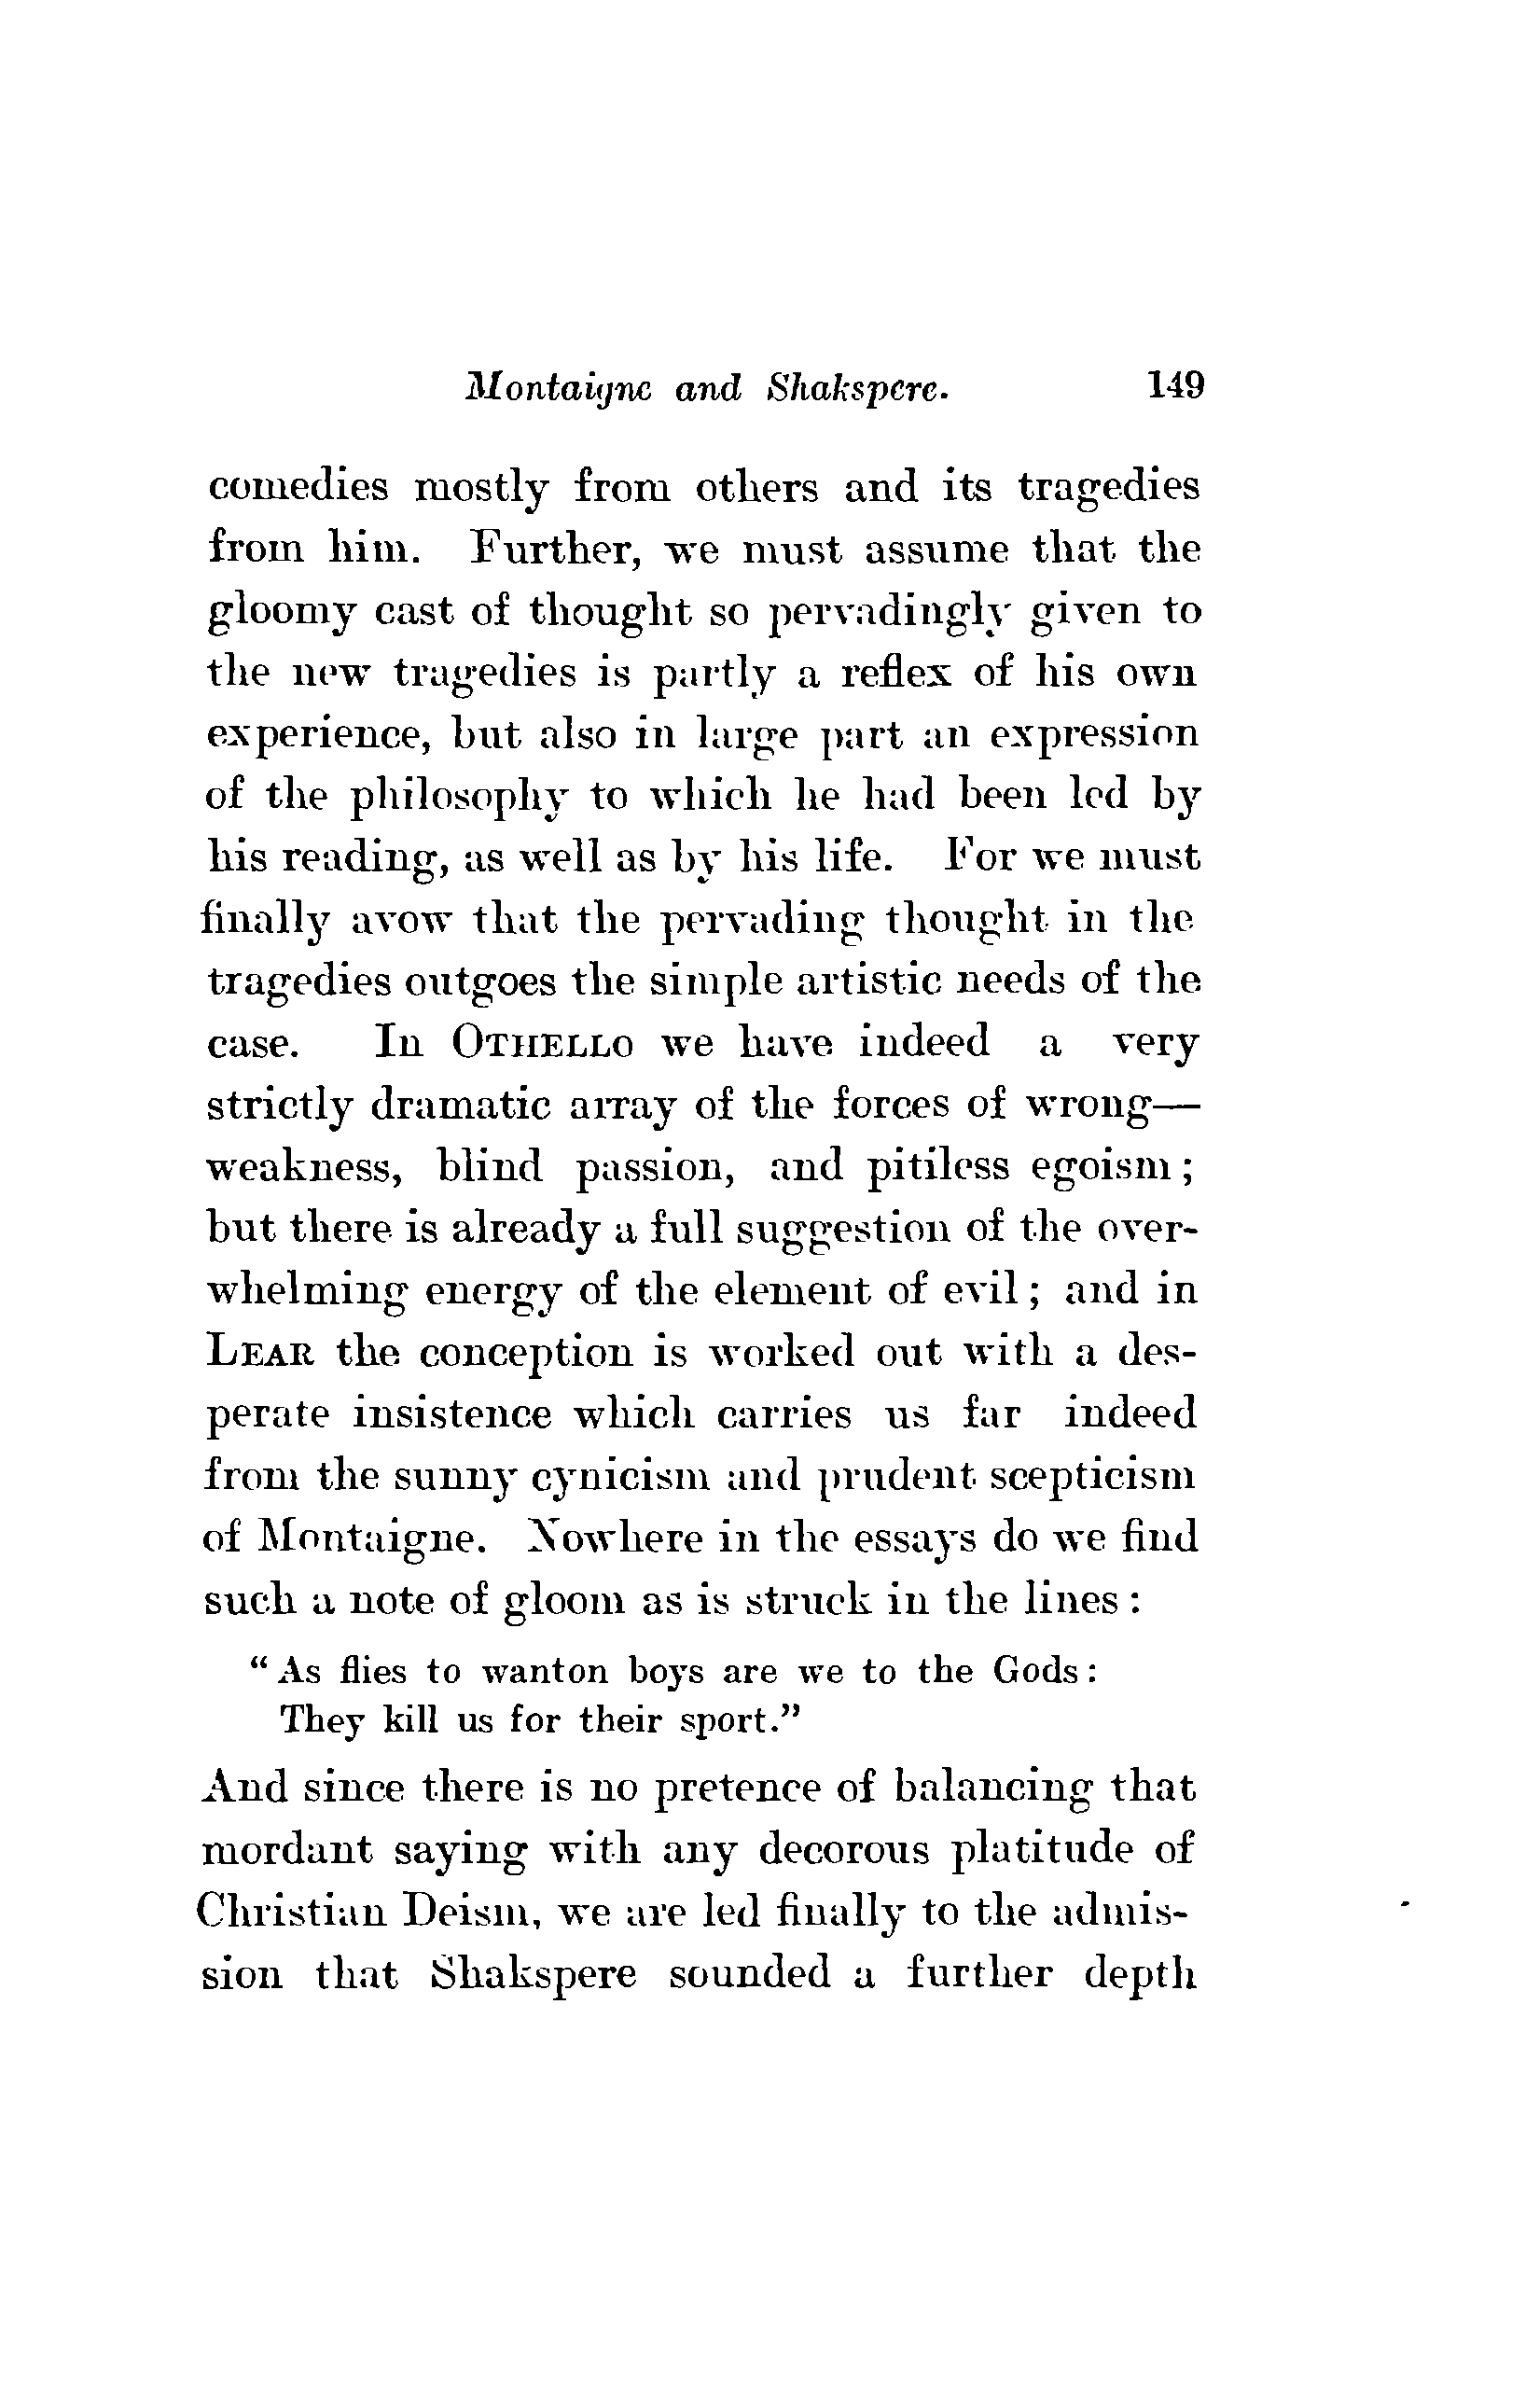 Montaigne and Shakspere. 149
comedies mostly from others and its tragedies
from him. Further, we must assume that the
gloomy cast of thought so pervadingly given to
the new tragedies is partly a reflex of his own
experience, but also in large part an expression
of the philosophy to which he had been led by
his reading, as well as by his life. For we must
finally avow that the pervading thought in the
tragedies outgoes the simple artistic needs of the
case. In OTHELLO we have indeed a very
strictly dramatic array of the forces of wrong—
weakness, blind passion, and pitiless egoism;
but there is already a full suggestion of the over-
whelming energy of the element of evil; and in
LEAR the conception is worked out with a des-
perate insistence which carries us far indeed
from the sunny cynicism and prudent scepticism
of Montaigne. Nowhere in the essays do we find
such a note of gloom as is struck in the lines:
"As flies to wanton boys are we to the Gods:
They kill us for their sport."
And since there is no pretence of balancing that
mordant saying with any decorous platitude of
Christian Deism, we are led finally to the admis-
sion that Shakspere sounded a further depth